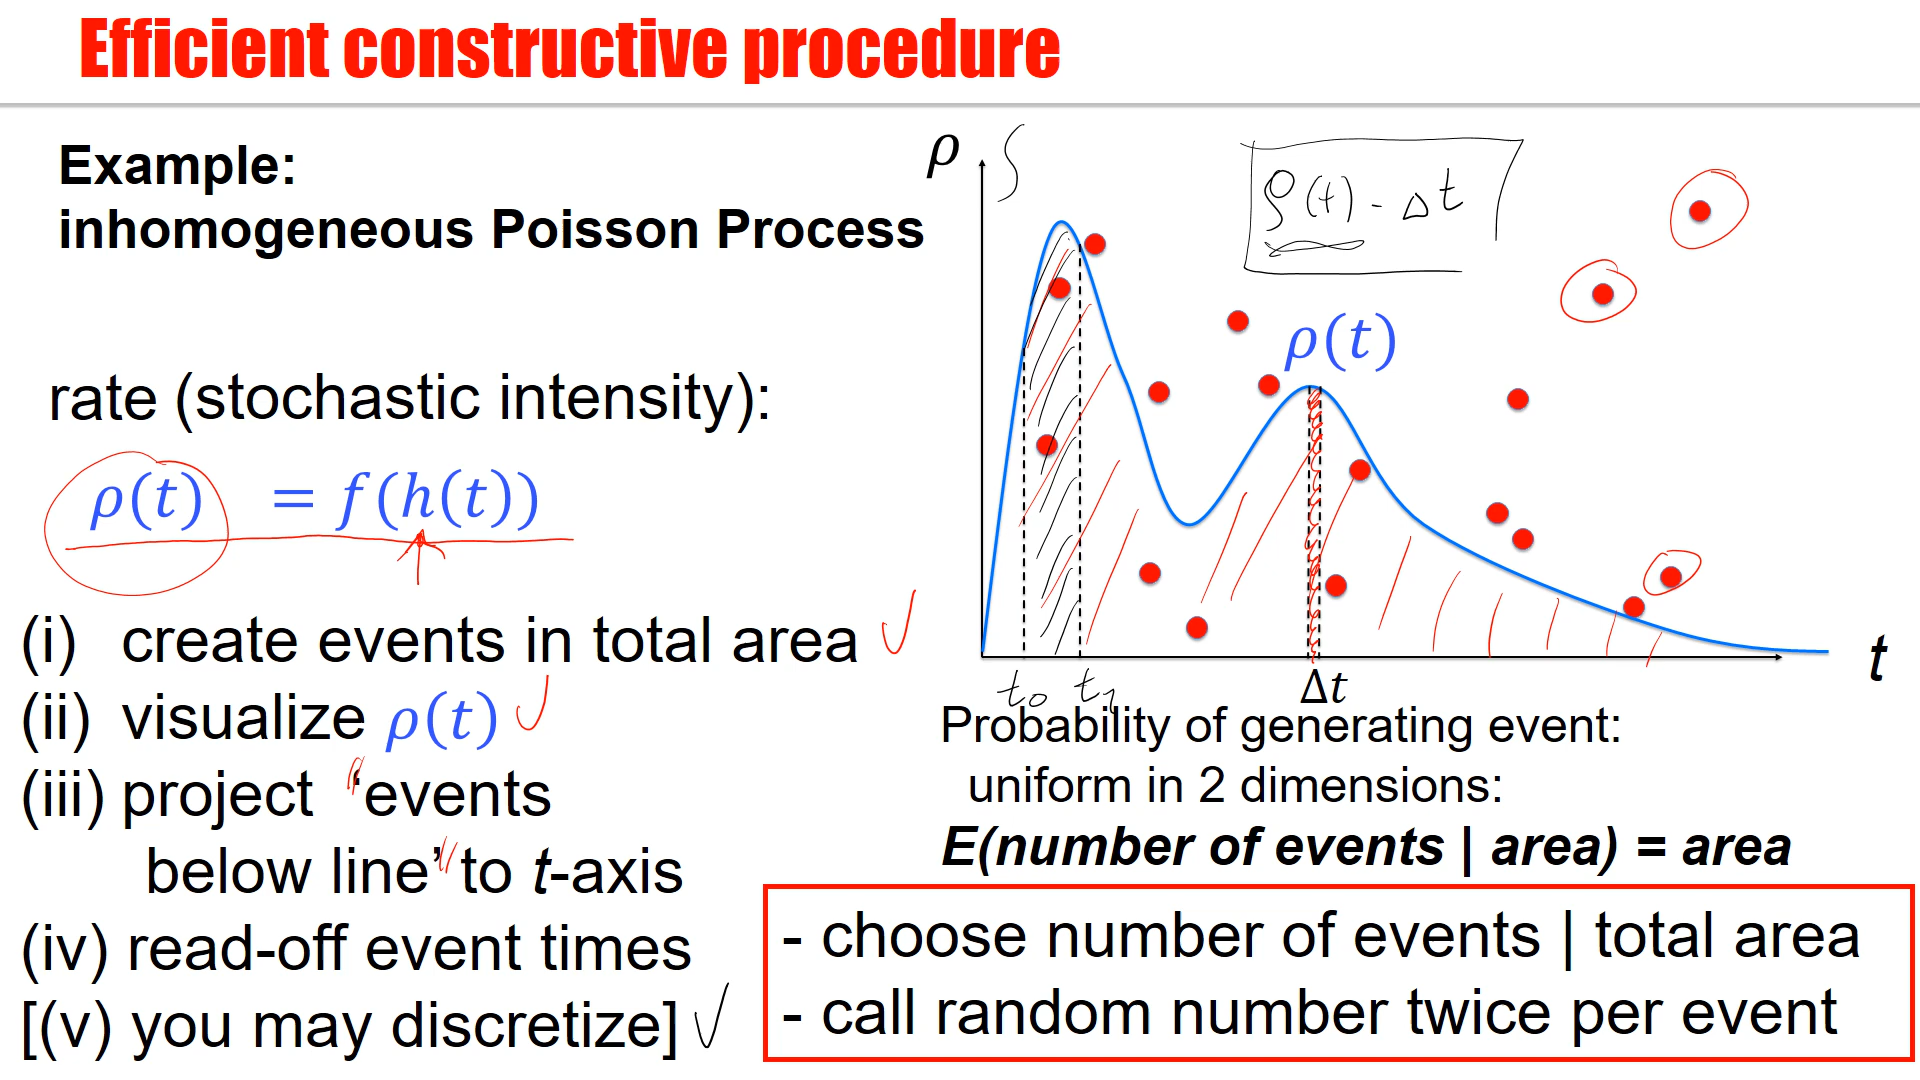 Efficient constructive procedure
Example:
inhomogeneous Poisson Process
rate (stochastic intensity):
ρ(t) = f(h(t))
(i) create events in total area
(ii) visualize ρ(t)
(iii) project ‘events
below line’ to t-axis
(iv) read-off event times
[(v) you may discretize]
ρ
ρ(t) - Δt
ρ(t)
t
t₀ t₁ Δt
Probability of generating event:
uniform in 2 dimensions:
E(number of events | area) = area
- choose number of events | total area
- call random number twice per event